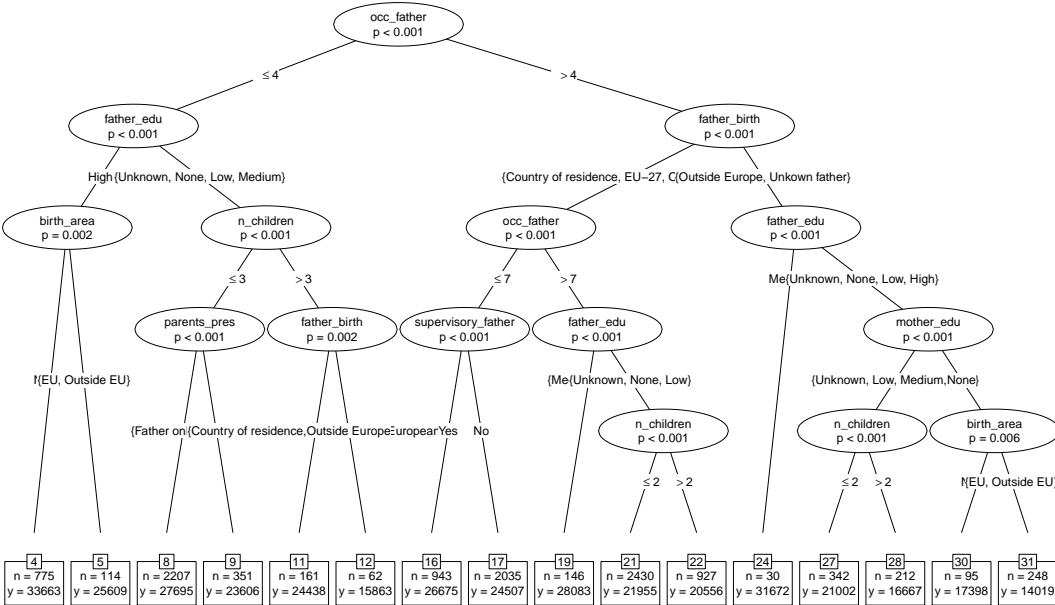 occ_father
p < 0.001
≤ 4
> 4
father_edu
p < 0.001
father_birth
p < 0.001
High
{Unknown, None, Low, Medium}
{Country of residence, EU−27,
{Outside Europe, Unkown father}
birth_area
p = 0.002
n_children
p < 0.001
occ_father
p < 0.001
father_edu
p < 0.001
≤ 3
> 3
≤ 7
> 7
{Unknown, None, Low, High}
parents_pres
p < 0.001
father_birth
p = 0.002
supervisory_father
p < 0.001
father_edu
p < 0.001
mother_edu
p < 0.001
{EU, Outside EU}
{Unknown, None, Low}
{Unknown, Low, Medium,
None}
{Father
{Country of residence,
Outside Europe
European
Yes
No
n_children
p < 0.001
n_children
p < 0.001
birth_area
p = 0.006
≤ 2
> 2
≤ 2
> 2
{EU, Outside EU}
4
n = 775
y = 33663
5
n = 114
y = 25609
8
n = 2207
y = 27695
9
n = 351
y = 23606
11
n = 161
y = 24438
12
n = 62
y = 15863
16
n = 943
y = 26675
17
n = 2035
y = 24507
19
n = 146
y = 28083
21
n = 2430
y = 21955
22
n = 927
y = 20556
24
n = 30
y = 31672
27
n = 342
y = 21002
28
n = 212
y = 16667
30
n = 95
y = 17398
31
n = 248
y = 14019